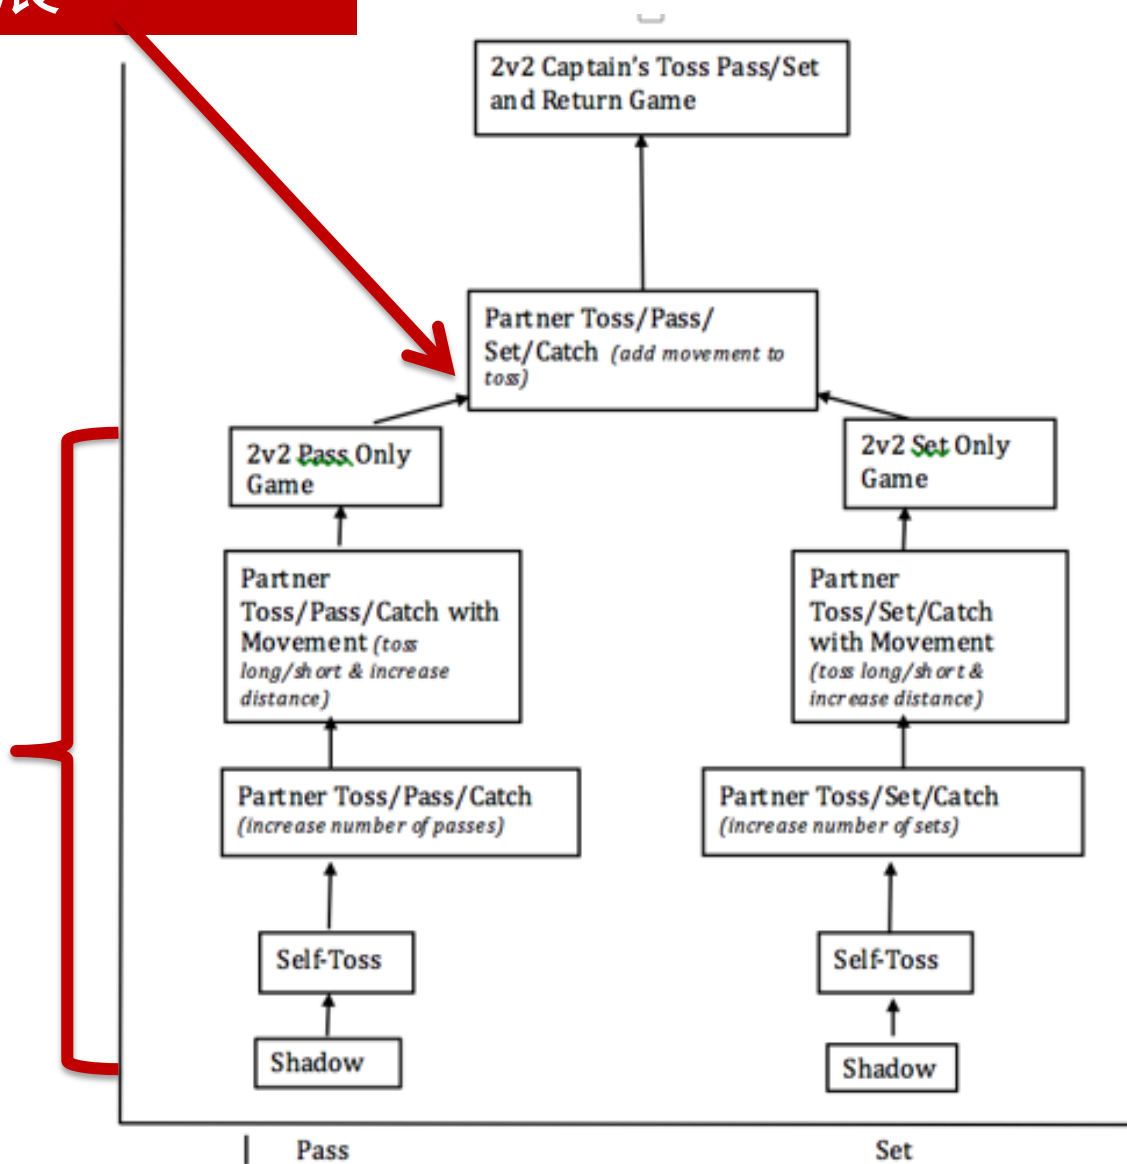 展
2v2 Captain's Toss Pass/Set
and Return Game
Partner Toss/Pass/
Set/Catch (add movement to
toss)
2v2 Pass Only
Game
2v2 Set Only
Game
Partner
Toss/Pass/Catch with
Movement (toss
long/short & increase
distance)
Partner
Toss/Set/Catch
with Movement
(toss long/short &
increase distance)
Partner Toss/Pass/Catch
(increase number of passes)
Partner Toss/Set/Catch
(increase number of sets)
Self-Toss
Self-Toss
Shadow
Shadow
Pass
Set